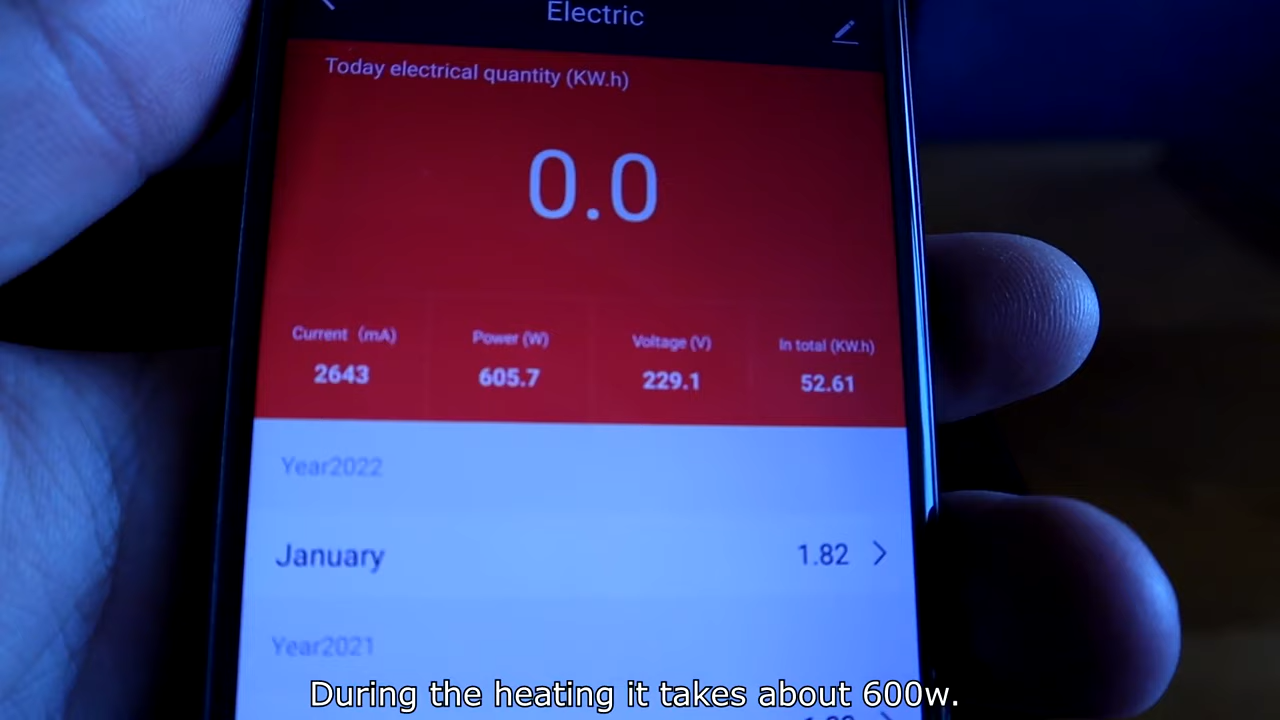 Electric
Today electrical quantity (KW.h)
0.0
Current (mA) Power (W) Voltage (V) In total (KW.h)
2643 605.7 229.1 52.61
Year2022
January 1.82
Year2021
During the heating it takes about 600w.